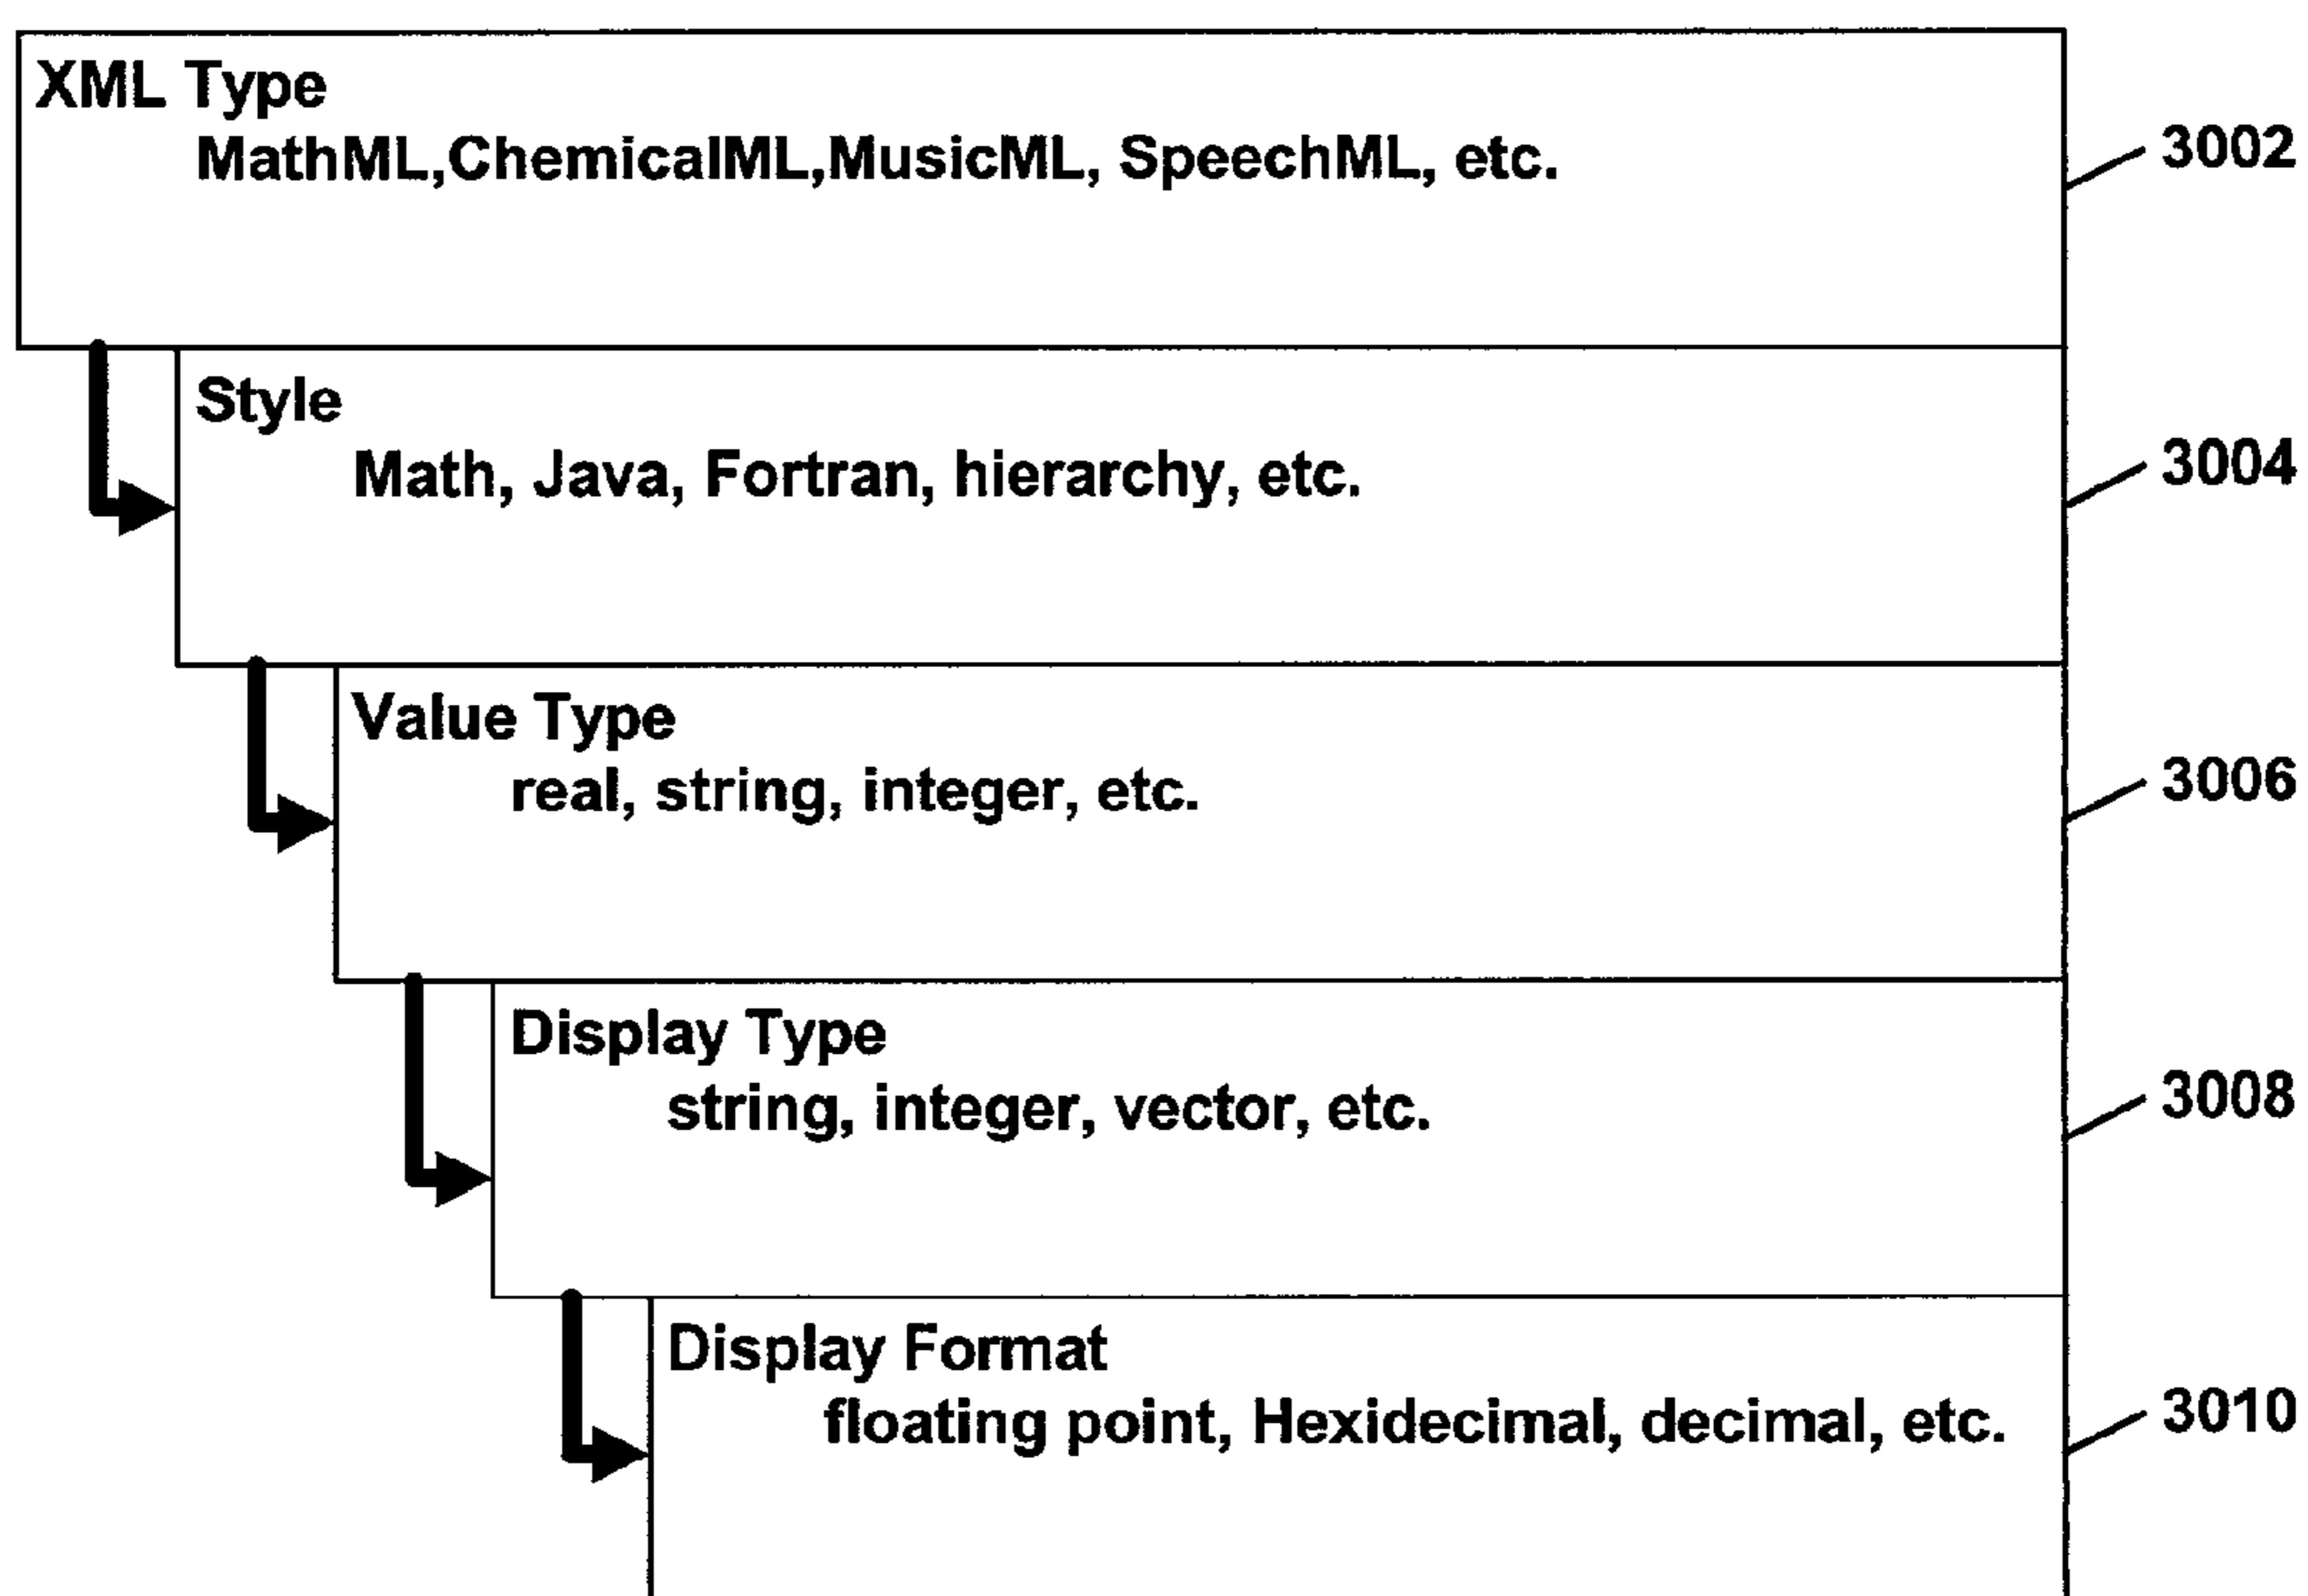 XML Type
MathML,ChemicalML,MusicML, SpeechML, etc.
3002
Style
Math, Java, Fortran, hierarchy, etc.
3004
Value Type
real, string, integer, etc.
3006
Display Type
string, integer, vector, etc.
3008
Display Format
floating point, Hexidecimal, decimal, etc.
3010